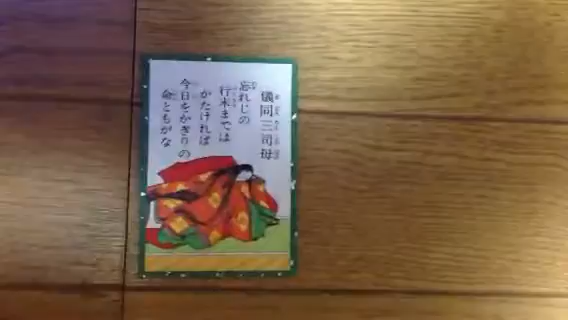 儀同三司母
忘れじの
行末までは
かたければ
今日をかぎりの
命ともがな